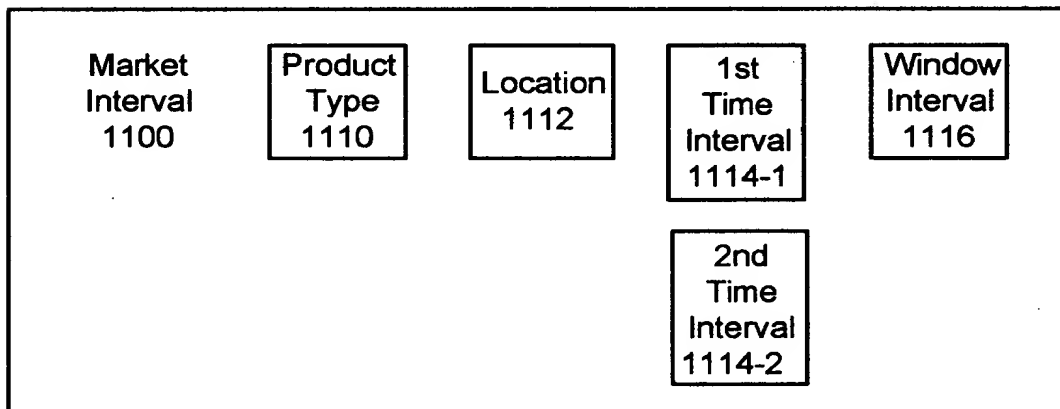 Market
Interval
1100
Product
Type
1110
Location
1112
1st
Time
Interval
1114-1
Window
Interval
1116
2nd
Time
Interval
1114-2